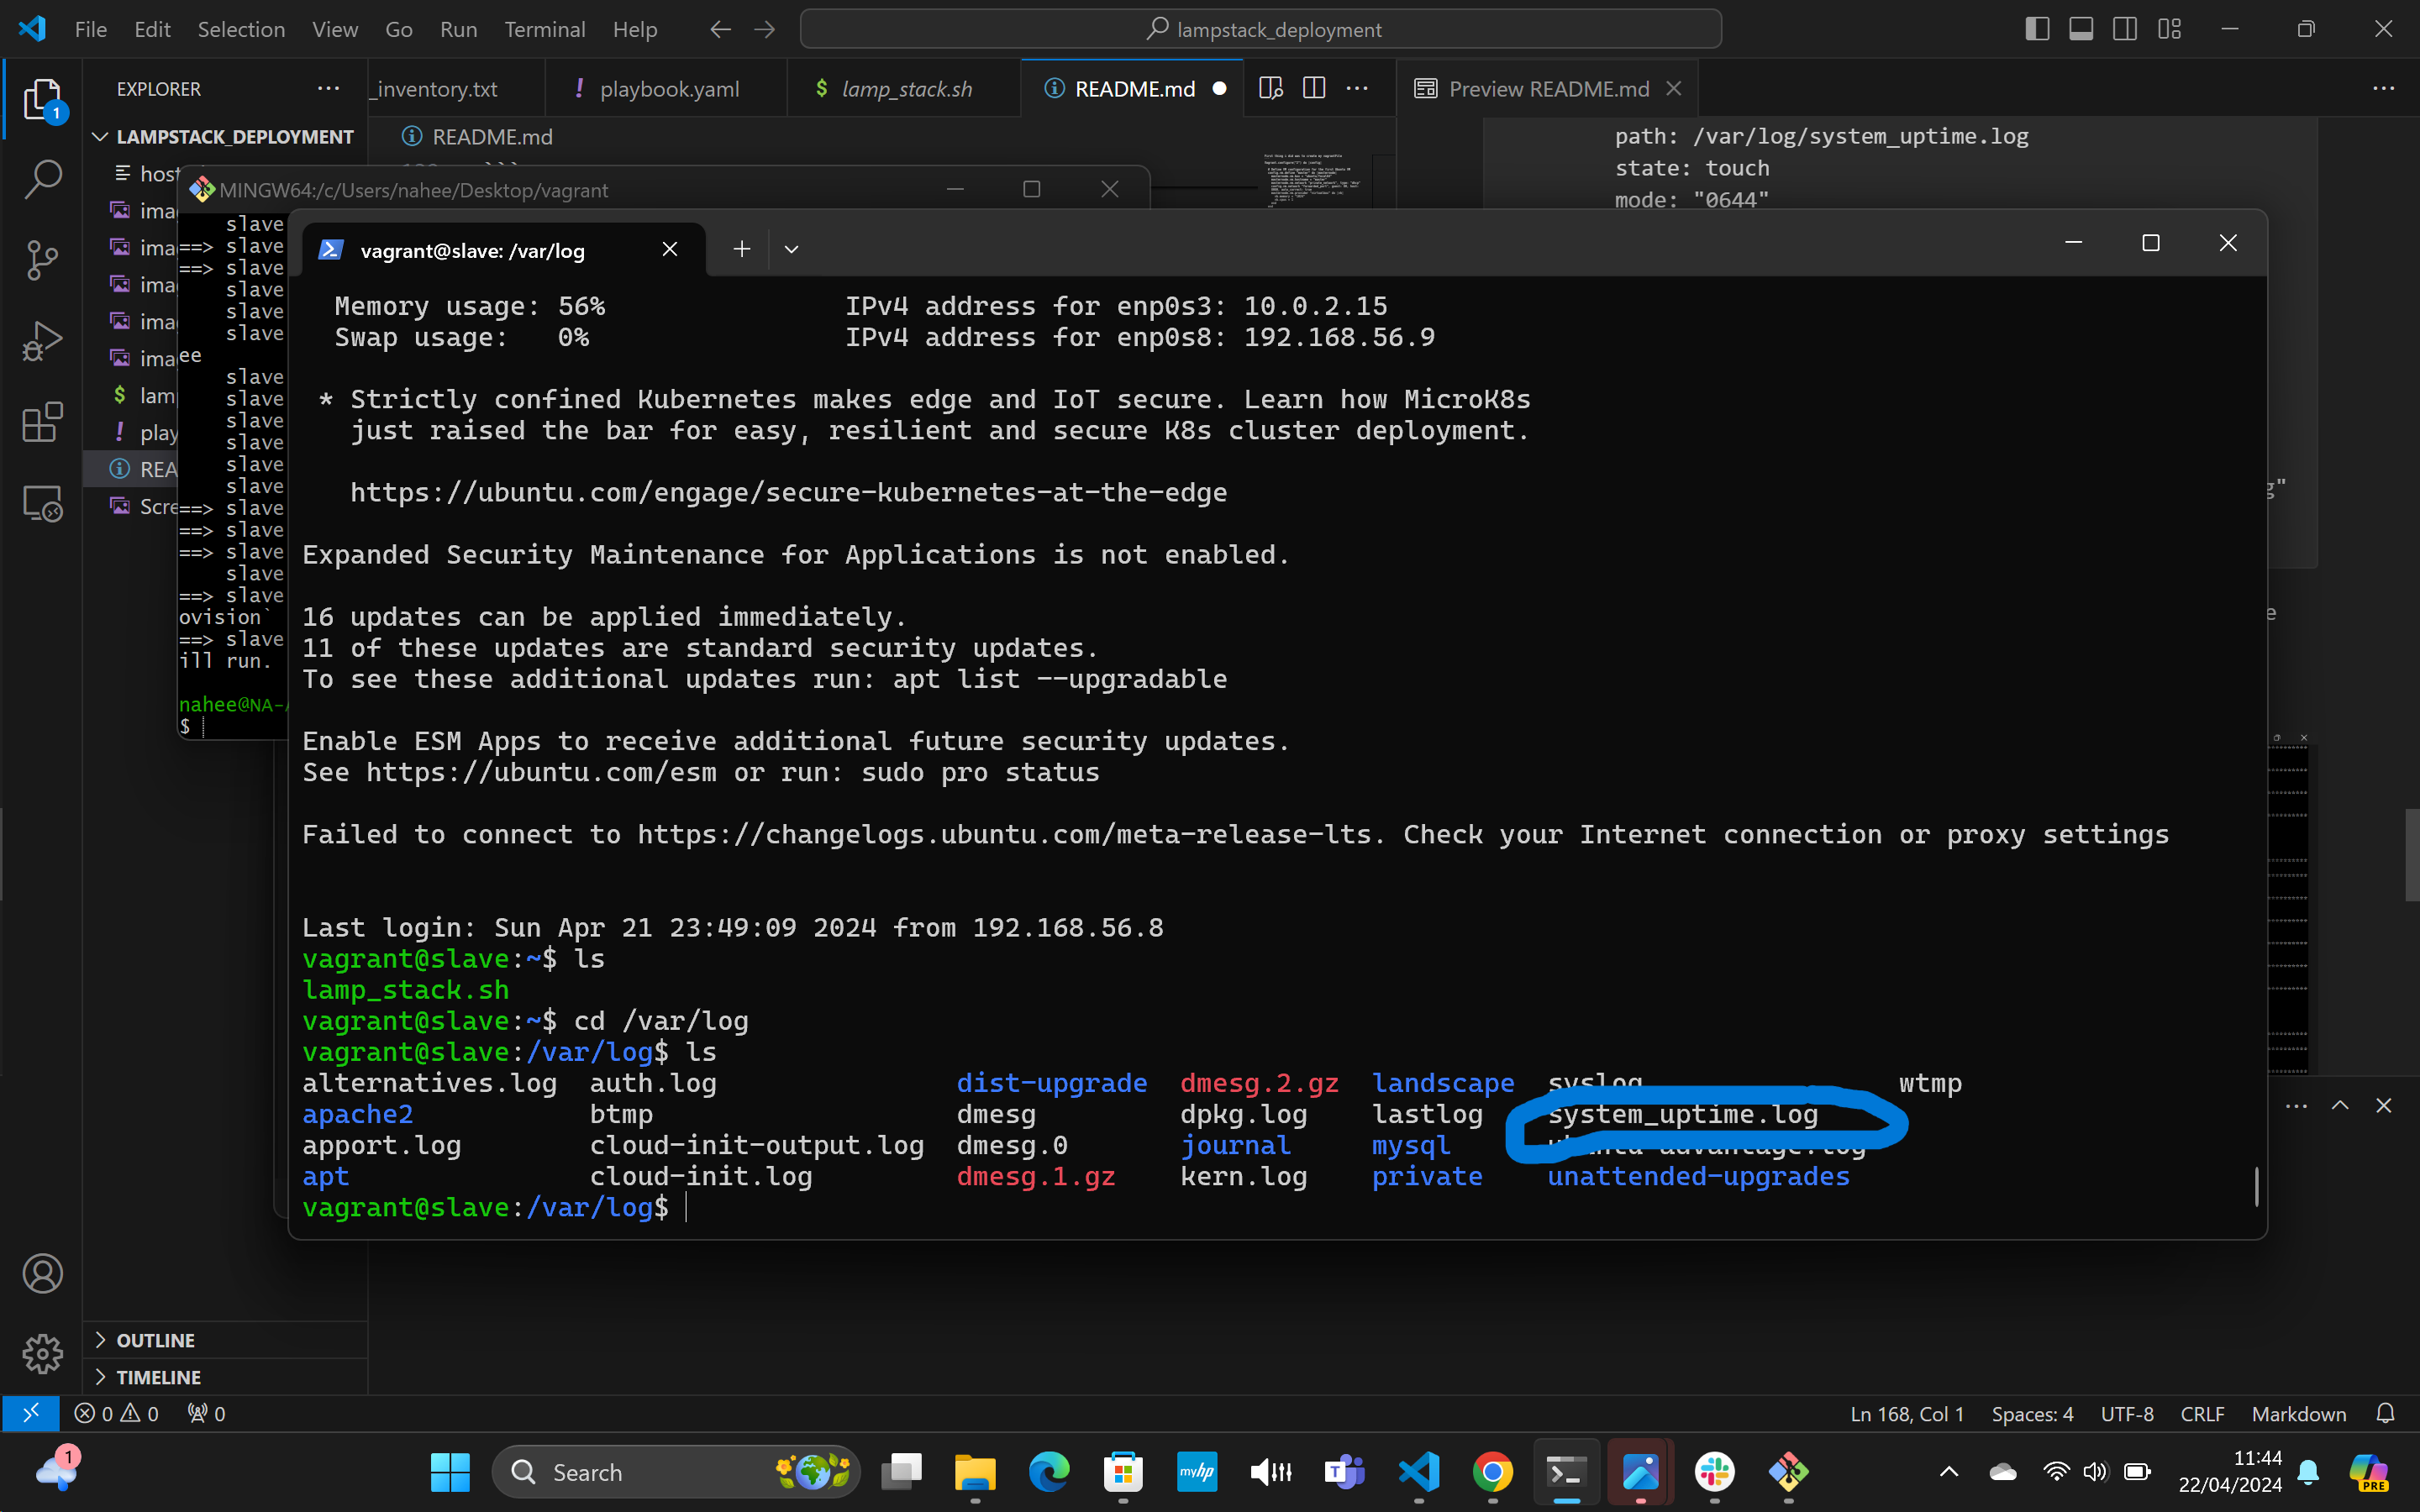 File Edit Selection View Go Run Terminal Help
lampstack_deployment
EXPLORER
_inventory.txt
playbook.yaml
lamp_stack.sh
README.md
Preview README.md
LAMPSTACK_DEPLOYMENT
README.md
path: /var/log/system_uptime.log
state: touch
mode: "0644"
MINGW64:/c/Users/nahee/Desktop/vagrant
slave
==> slave
==> slave
slave
slave
slave
ee
slave
slave
slave
slave
slave
slave
==> slave
==> slave
==> slave
slave
==> slave
ovision`
==> slave
ill run.
nahee@NA-
$
vagrant@slave: /var/log
Memory usage: 56% IPv4 address for enp0s3: 10.0.2.15
Swap usage: 0% IPv4 address for enp0s8: 192.168.56.9
* Strictly confined Kubernetes makes edge and IoT secure. Learn how MicroK8s
just raised the bar for easy, resilient and secure K8s cluster deployment.
https://ubuntu.com/engage/secure-kubernetes-at-the-edge
Expanded Security Maintenance for Applications is not enabled.
16 updates can be applied immediately.
11 of these updates are standard security updates.
To see these additional updates run: apt list --upgradable
Enable ESM Apps to receive additional future security updates.
See https://ubuntu.com/esm or run: sudo pro status
Failed to connect to https://changelogs.ubuntu.com/meta-release-lts. Check your Internet connection or proxy settings
Last login: Sun Apr 21 23:49:09 2024 from 192.168.56.8
vagrant@slave:~$ ls
lamp_stack.sh
vagrant@slave:~$ cd /var/log
vagrant@slave:/var/log$ ls
alternatives.log auth.log dist-upgrade dmesg.2.gz landscape syslog wtmp
apache2 btmp dmesg dpkg.log lastlog system_uptime.log
apport.log cloud-init-output.log dmesg.0 journal mysql
apt cloud-init.log dmesg.1.gz kern.log private unattended-upgrades
vagrant@slave:/var/log$
OUTLINE
TIMELINE
0 0 0
Ln 168, Col 1 Spaces: 4 UTF-8 CRLF Markdown
1
Search
myhp
11:44
22/04/2024
PRE